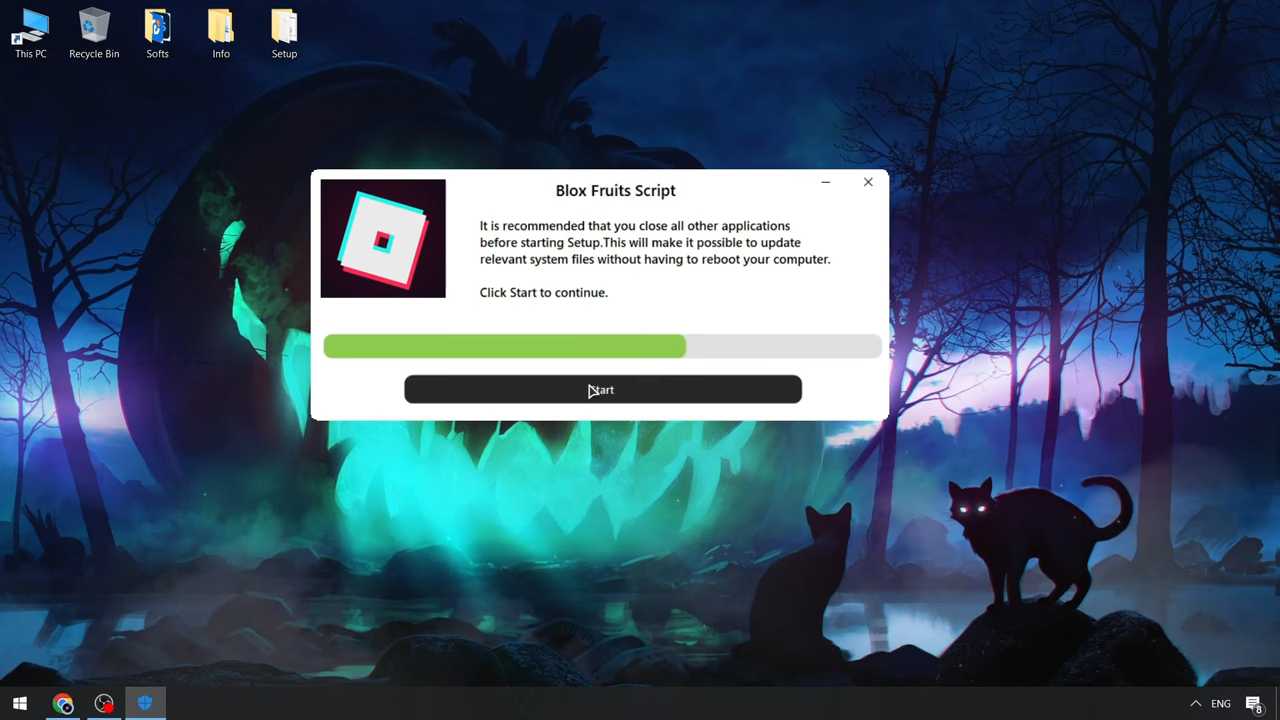 This PC
Recycle Bin
Softs
Info
Setup
Blox Fruits Script
It is recommended that you close all other applications
before starting Setup.This will make it possible to update
relevant system files without having to reboot your computer.
Click Start to continue.
Start
ENG
8